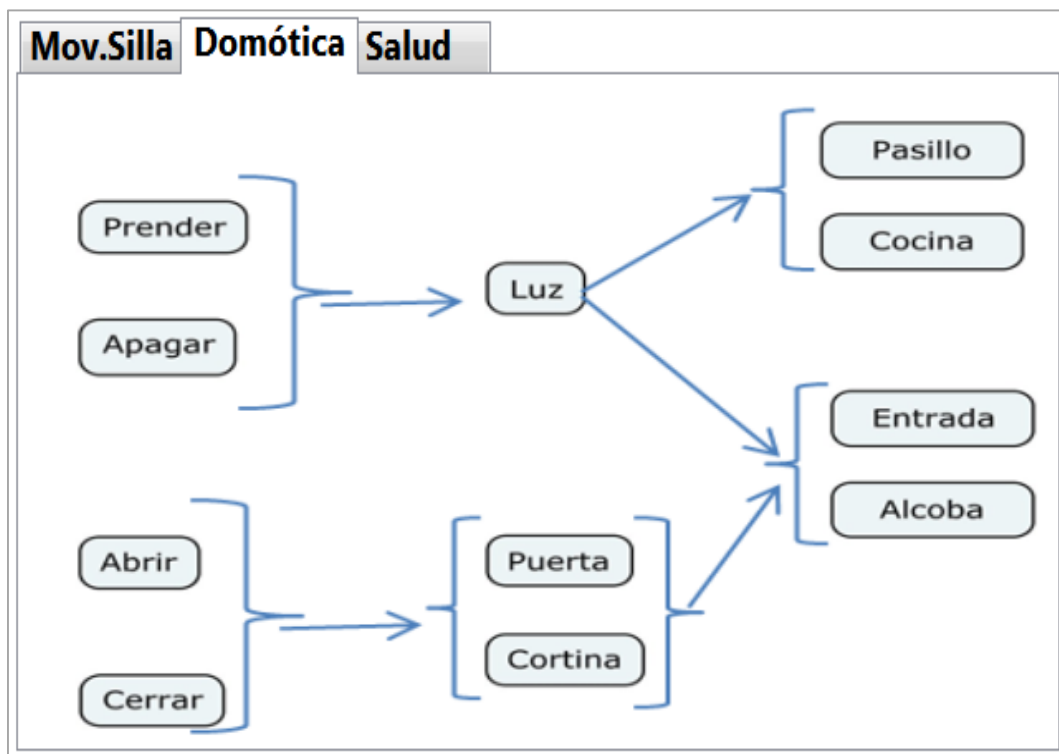 Mov.Silla Domótica Salud
Prender
Apagar
Luz
Pasillo
Cocina
Entrada
Alcoba
Abrir
Cerrar
Puerta
Cortina